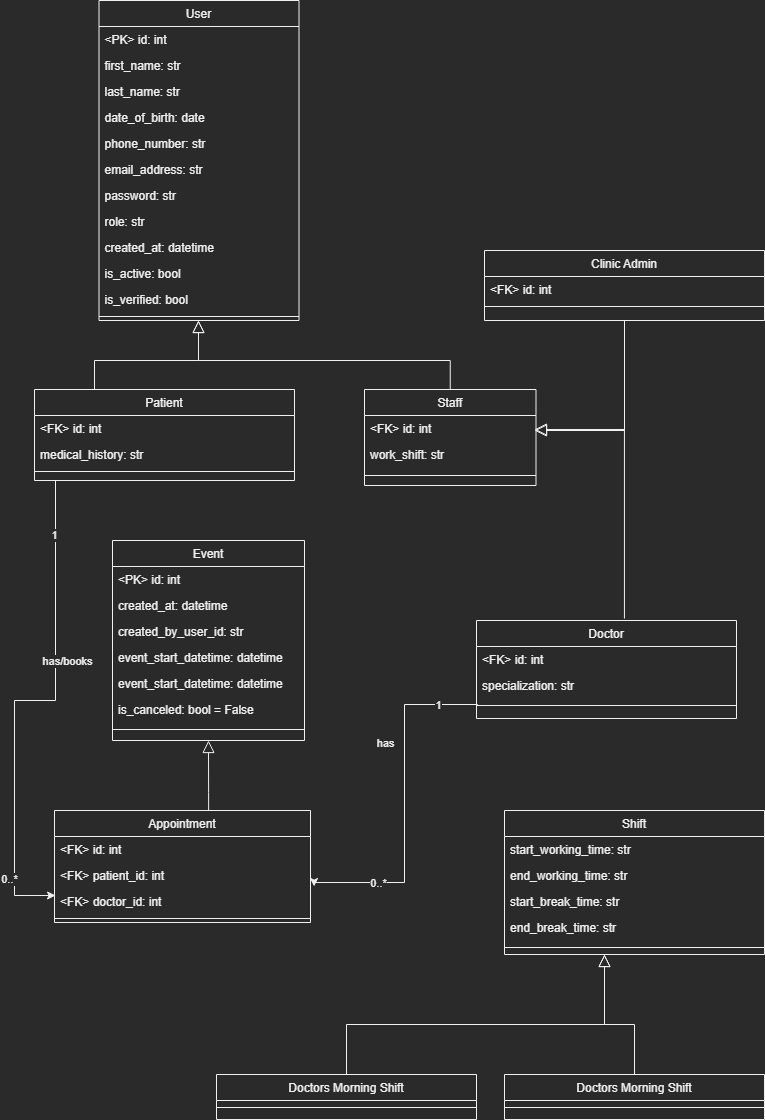 User
<PK> id: int
first_name: str
last_name: str
date_of_birth: date
phone_number: str
email_address: str
password: str
role: str
created_at: datetime
is_active: bool
is_verified: bool
Clinic Admin
<FK> id: int
Patient
<FK> id: int
medical_history: str
Staff
<FK> id: int
work_shift: str
1
has/books
0..*
Event
<PK> id: int
created_at: datetime
created_by_user_id: str
event_start_datetime: datetime
event_start_datetime: datetime
is_canceled: bool = False
Doctor
<FK> id: int
specialization: str
1
has
0..*
Appointment
<FK> id: int
<FK> patient_id: int
<FK> doctor_id: int
Shift
start_working_time: str
end_working_time: str
start_break_time: str
end_break_time: str
Doctors Morning Shift
Doctors Morning Shift